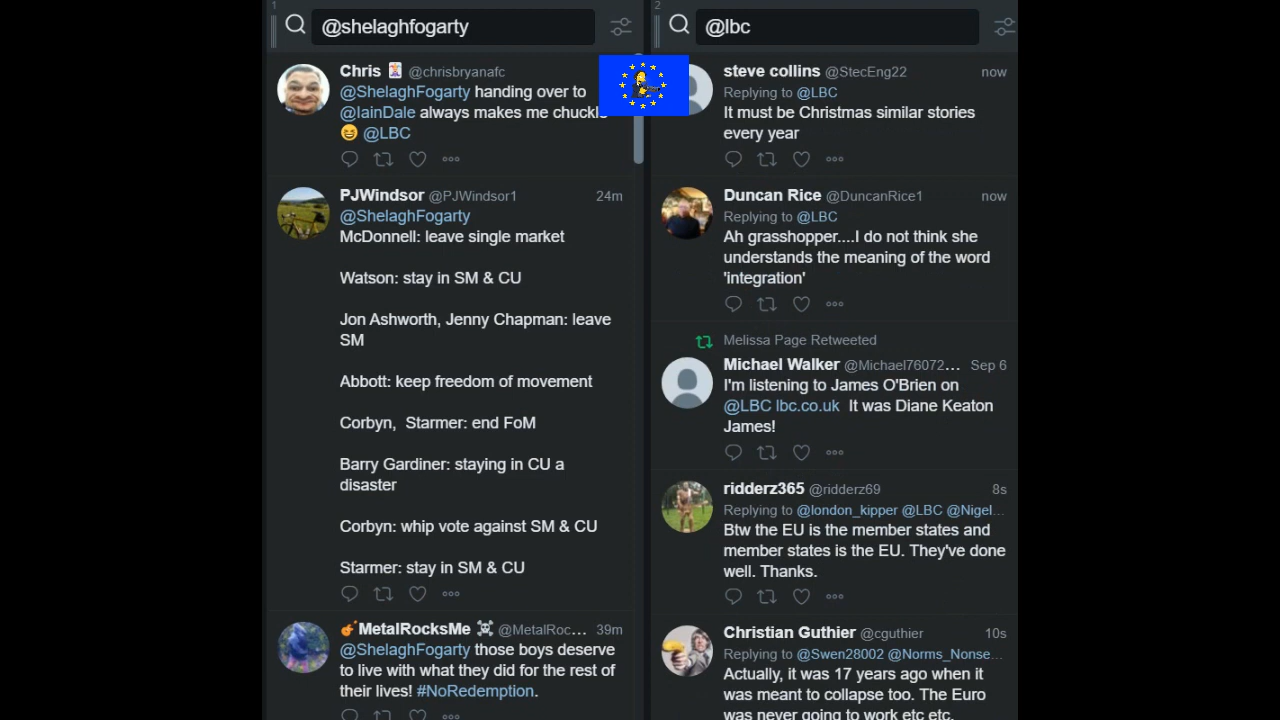 1
@shelaghfogarty
Chris 🃏 @chrisbryanafc
@ShelaghFogarty handing over to
@IainDale always makes me chuckle
😆 @LBC
PJWindsor @PJWindsor1 24m
@ShelaghFogarty
McDonnell: leave single market
Watson: stay in SM & CU
Jon Ashworth, Jenny Chapman: leave
SM
Abbott: keep freedom of movement
Corbyn, Starmer: end FoM
Barry Gardiner: staying in CU a
disaster
Corbyn: whip vote against SM & CU
Starmer: stay in SM & CU
🎸MetalRocksMe ☠ @MetalRoc... 39m
@ShelaghFogarty those boys deserve
to live with what they did for the rest of
their lives! #NoRedemption.
2
@lbc
steve collins @StecEng22 now
Replying to @LBC
It must be Christmas similar stories
every year
Duncan Rice @DuncanRice1 now
Replying to @LBC
Ah grasshopper....I do not think she
understands the meaning of the word
'integration'
Melissa Page Retweeted
Michael Walker @Michael76072... Sep 6
I'm listening to James O'Brien on
@LBC lbc.co.uk It was Diane Keaton
James!
ridderz365 @ridderz69 8s
Replying to @london_kipper @LBC @Nigel...
Btw the EU is the member states and
member states is the EU. They've done
well. Thanks.
Christian Guthier @cguthier 10s
Replying to @Swen28002 @Norms_Nonse...
Actually, it was 17 years ago when it
was meant to collapse too. The Euro
was never going to work etc etc.